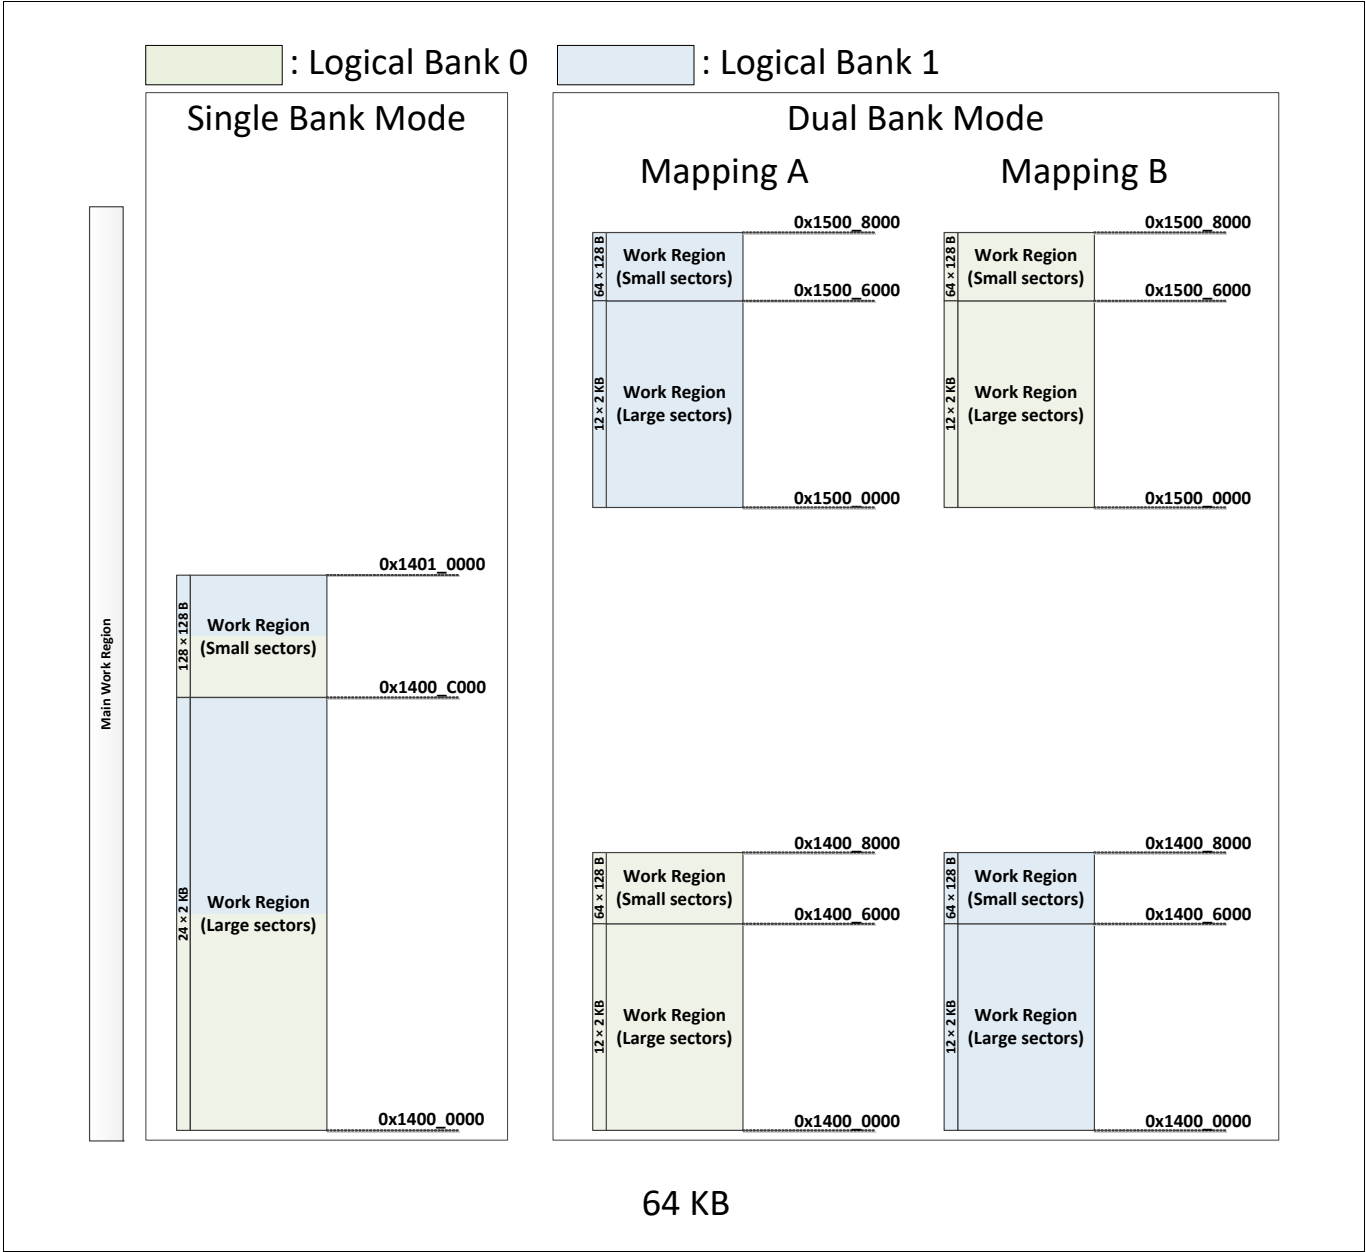 : Logical Bank 0
: Logical Bank 1
Single Bank Mode
Dual Bank Mode
Mapping A
Mapping B
Main Work Region
0x1401_0000
128 × 128 B
Work Region
(Small sectors)
0x1400_C000
24 × 2 KB
Work Region
(Large sectors)
0x1400_0000
0x1500_8000
64 × 128 B
Work Region
(Small sectors)
0x1500_6000
12 × 2 KB
Work Region
(Large sectors)
0x1500_0000
0x1400_8000
64 × 128 B
Work Region
(Small sectors)
0x1400_6000
12 × 2 KB
Work Region
(Large sectors)
0x1400_0000
0x1500_8000
64 × 128 B
Work Region
(Small sectors)
0x1500_6000
12 × 2 KB
Work Region
(Large sectors)
0x1500_0000
0x1400_8000
64 × 128 B
Work Region
(Small sectors)
0x1400_6000
12 × 2 KB
Work Region
(Large sectors)
0x1400_0000
64 KB